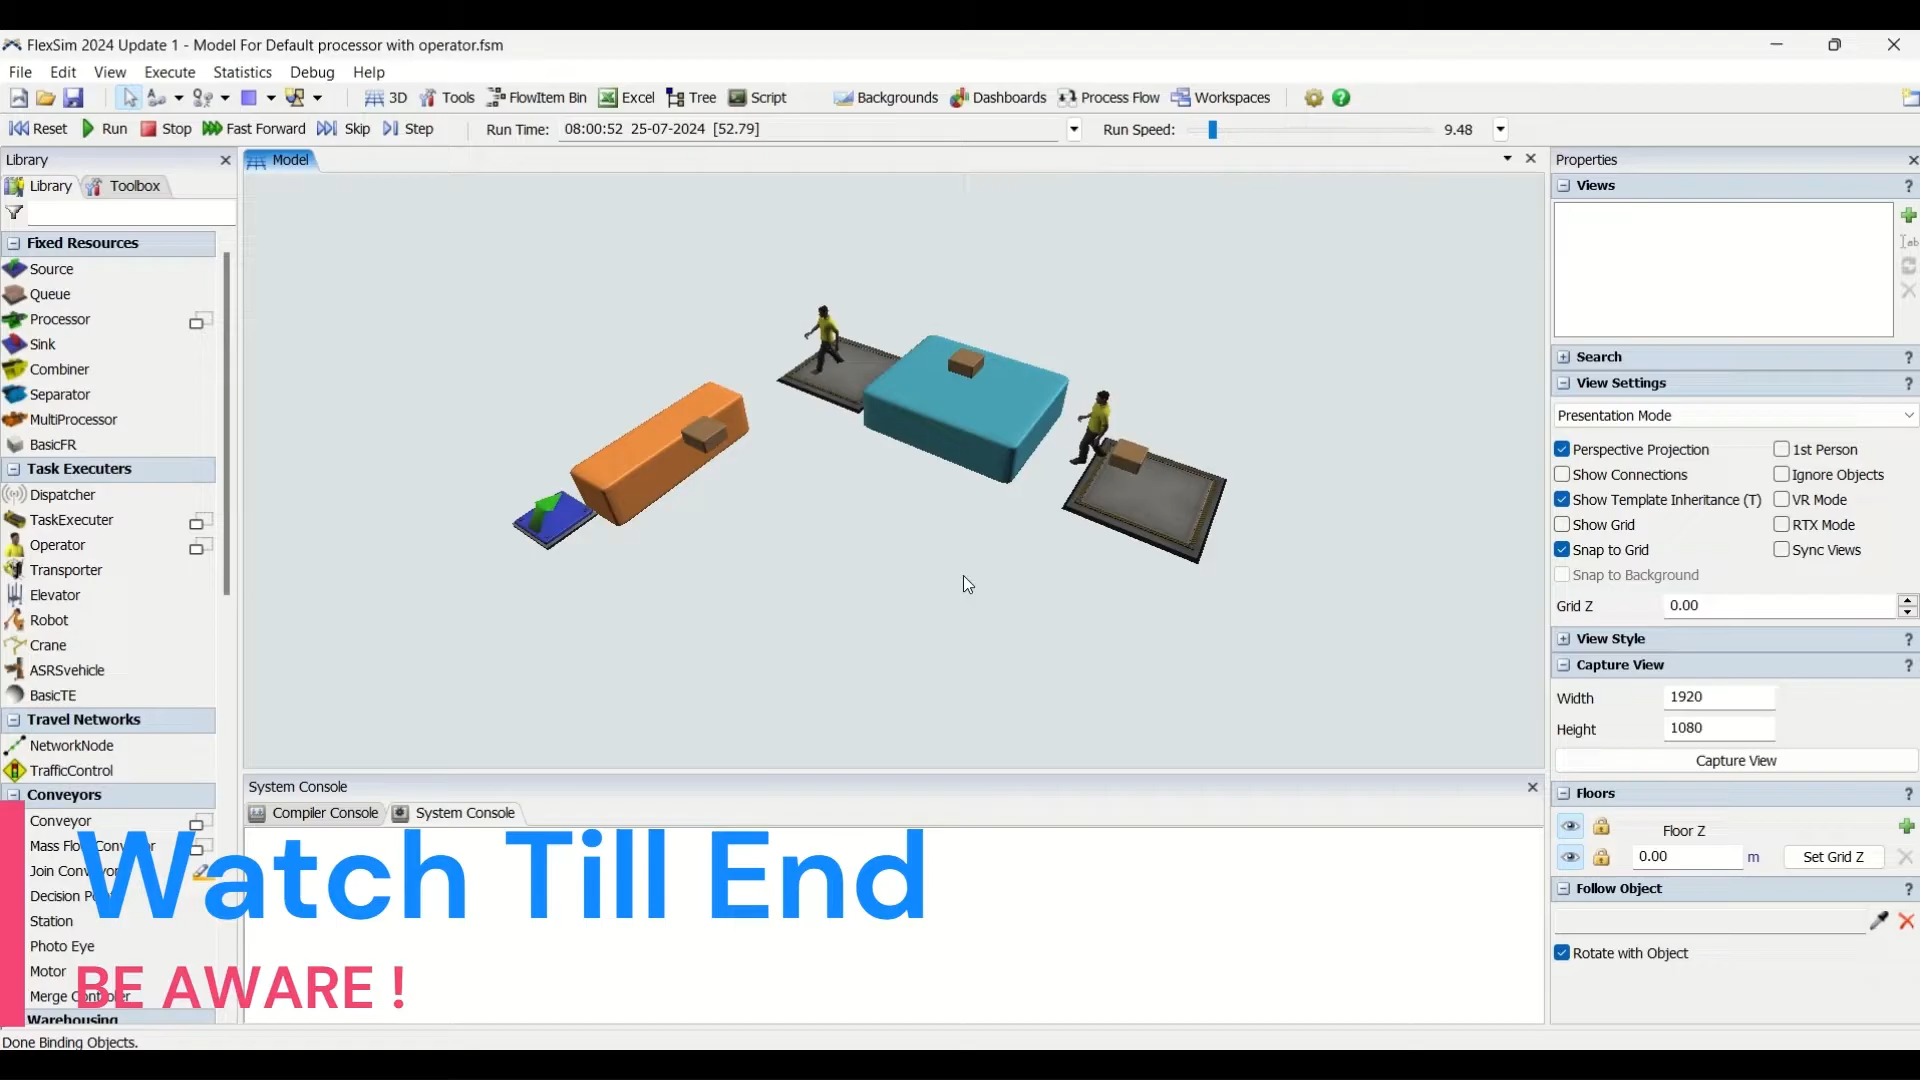 FlexSim 2024 Update 1 - Model For Default processor with operator.fsm
File Edit View Execute Statistics Debug Help
3D Tools FlowItem Bin Excel Tree Script Backgrounds Dashboards Process Flow Workspaces
Reset Run Stop Fast Forward Skip Step Run Time: 08:00:52 25-07-2024 [52.79] Run Speed: 9.48
Library
Library Toolbox
Fixed Resources
Source
Queue
Processor
Sink
Combiner
Separator
MultiProcessor
BasicFR
Task Executers
Dispatcher
TaskExecuter
Operator
Transporter
Elevator
Robot
Crane
ASRSvehicle
BasicTE
Travel Networks
NetworkNode
TrafficControl
Conveyors
Conveyor
Mass Flow Conveyor
Join Conveyor
Decision
Station
Photo Eye
Motor
Merge Controller
Warehousing
Model
System Console
Compiler Console System Console
Watch Till End
BE AWARE !
Properties
Views
Search
View Settings
Presentation Mode
Perspective Projection 1st Person
Show Connections Ignore Objects
Show Template Inheritance (T) VR Mode
Show Grid RTX Mode
Snap to Grid Sync Views
Snap to Background
Grid Z 0.00
View Style
Capture View
Width 1920
Height 1080
Capture View
Floors
Floor Z
0.00 m Set Grid Z
Follow Object
Rotate with Object
Done Binding Objects.